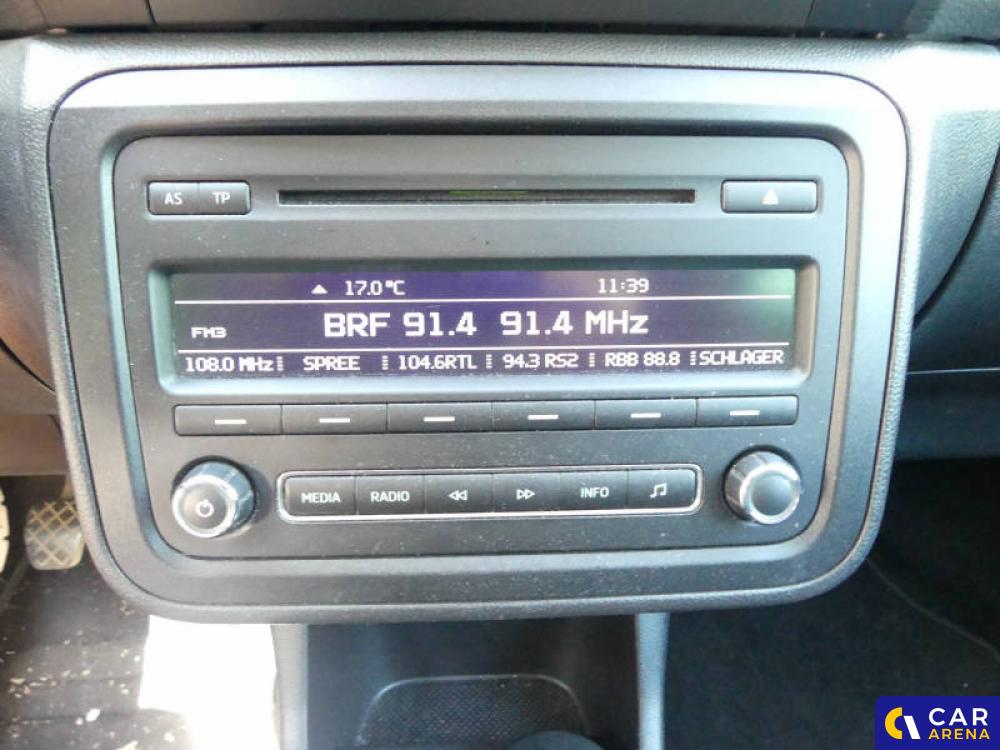 AS TP
17.0°C 11:39
FM3 BRF 91.4 91.4 MHz
108.0 MHz SPREE 104.6RTL 94.3 RS2 RBB 88.8 SCHLAGER
MEDIA RADIO INFO
CAR
ARENA